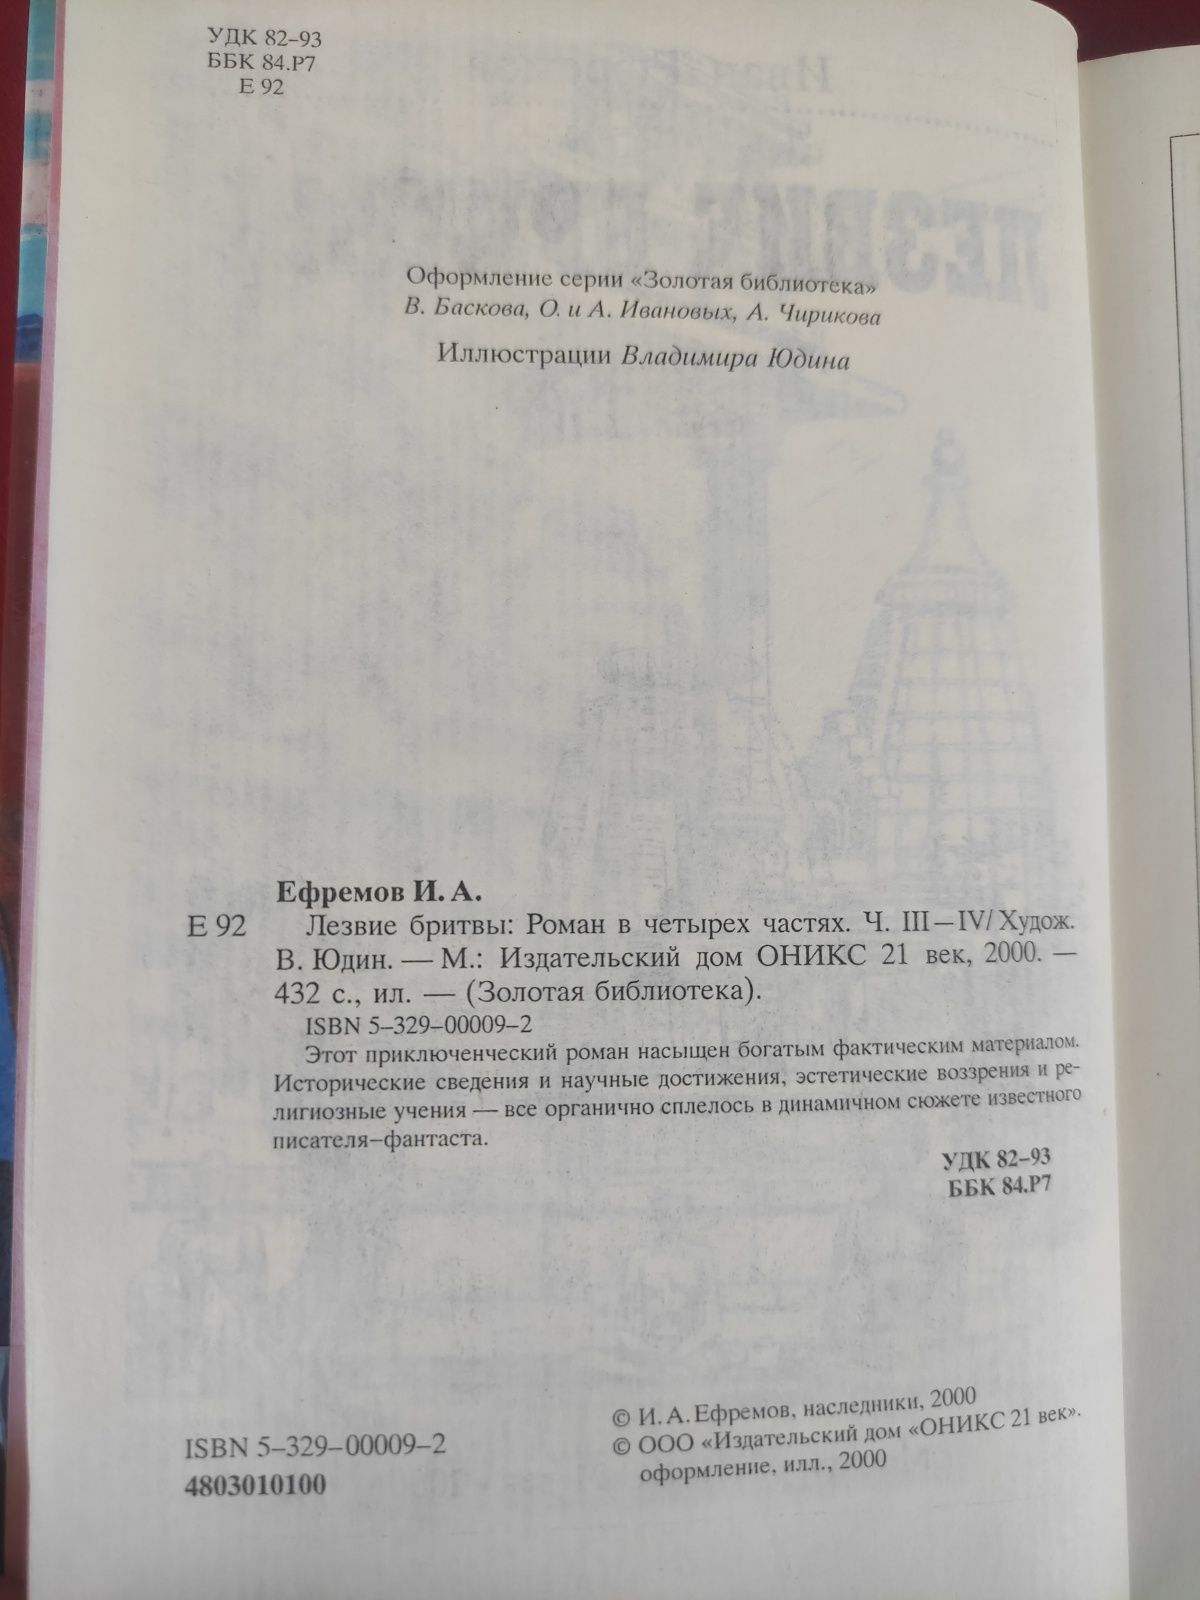 УДК 82–93
ББК 84.Р7
Е 92
Оформление серии «Золотая библиотека»
В. Баскова, О. и А. Ивановых, А. Чирикова
Иллюстрации Владимира Юдина
Ефремов И. А.
Е 92 Лезвие бритвы: Роман в четырех частях. Ч. III—IV/ Худож.
В. Юдин. — М.: Издательский дом ОНИКС 21 век, 2000. —
432 с., ил. — (Золотая библиотека).
ISBN 5–329–00009–2
Этот приключенческий роман насыщен богатым фактическим материалом.
Исторические сведения и научные достижения, эстетические воззрения и ре-
лигиозные учения — все органично сплелось в динамичном сюжете известного
писателя–фантаста.
УДК 82–93
ББК 84.Р7
© И. А. Ефремов, наследники, 2000
© ООО «Издательский дом «ОНИКС 21 век».
оформление, илл., 2000
ISBN 5–329–00009–2
4803010100